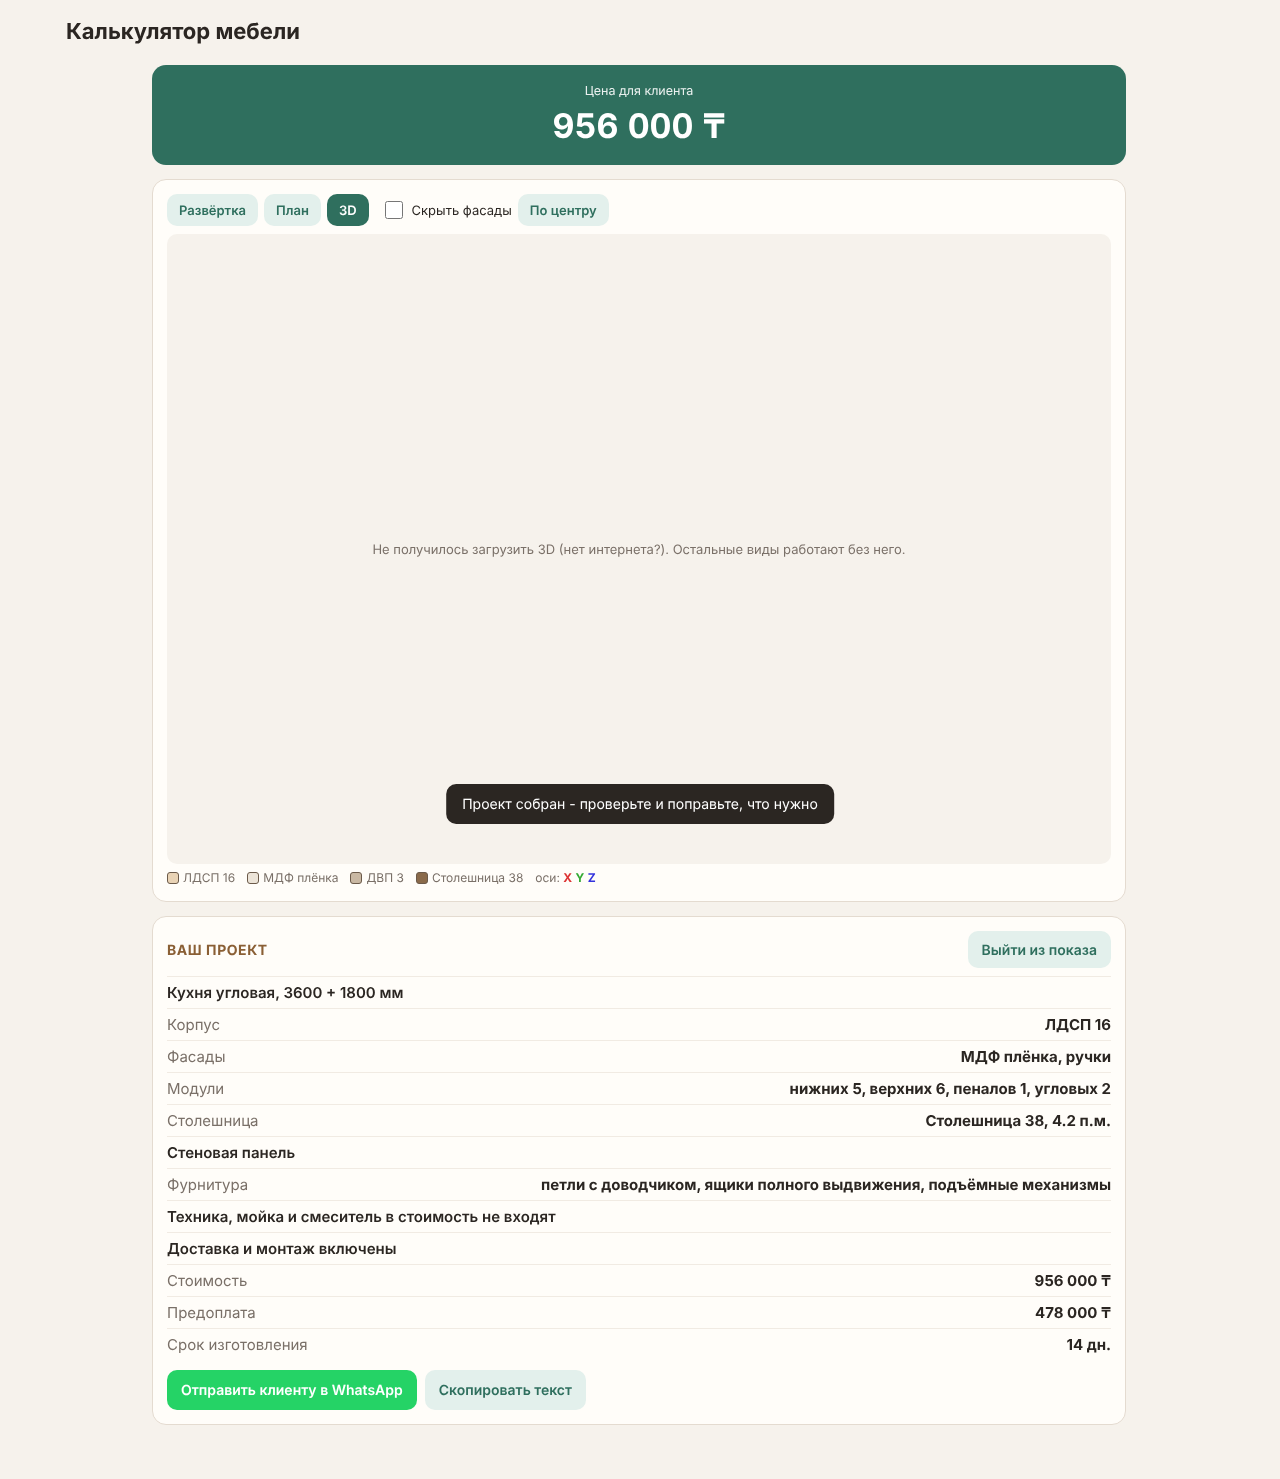 Калькулятор мебели
Цена для клиента
956 000 ₸
Развёртка План 3D Скрыть фасады По центру
Не получилось загрузить 3D (нет интернета?). Остальные виды работают без него.
Проект собран - проверьте и поправьте, что нужно
ЛДСП 16 МДФ плёнка ДВП 3 Столешница 38 оси: X Y Z
ВАШ ПРОЕКТ Выйти из показа
Кухня угловая, 3600 + 1800 мм
Корпус ЛДСП 16
Фасады МДФ плёнка, ручки
Модули нижних 5, верхних 6, пеналов 1, угловых 2
Столешница Столешница 38, 4.2 п.м.
Стеновая панель
Фурнитура петли с доводчиком, ящики полного выдвижения, подъёмные механизмы
Техника, мойка и смеситель в стоимость не входят
Доставка и монтаж включены
Стоимость 956 000 ₸
Предоплата 478 000 ₸
Срок изготовления 14 дн.
Отправить клиенту в WhatsApp Скопировать текст